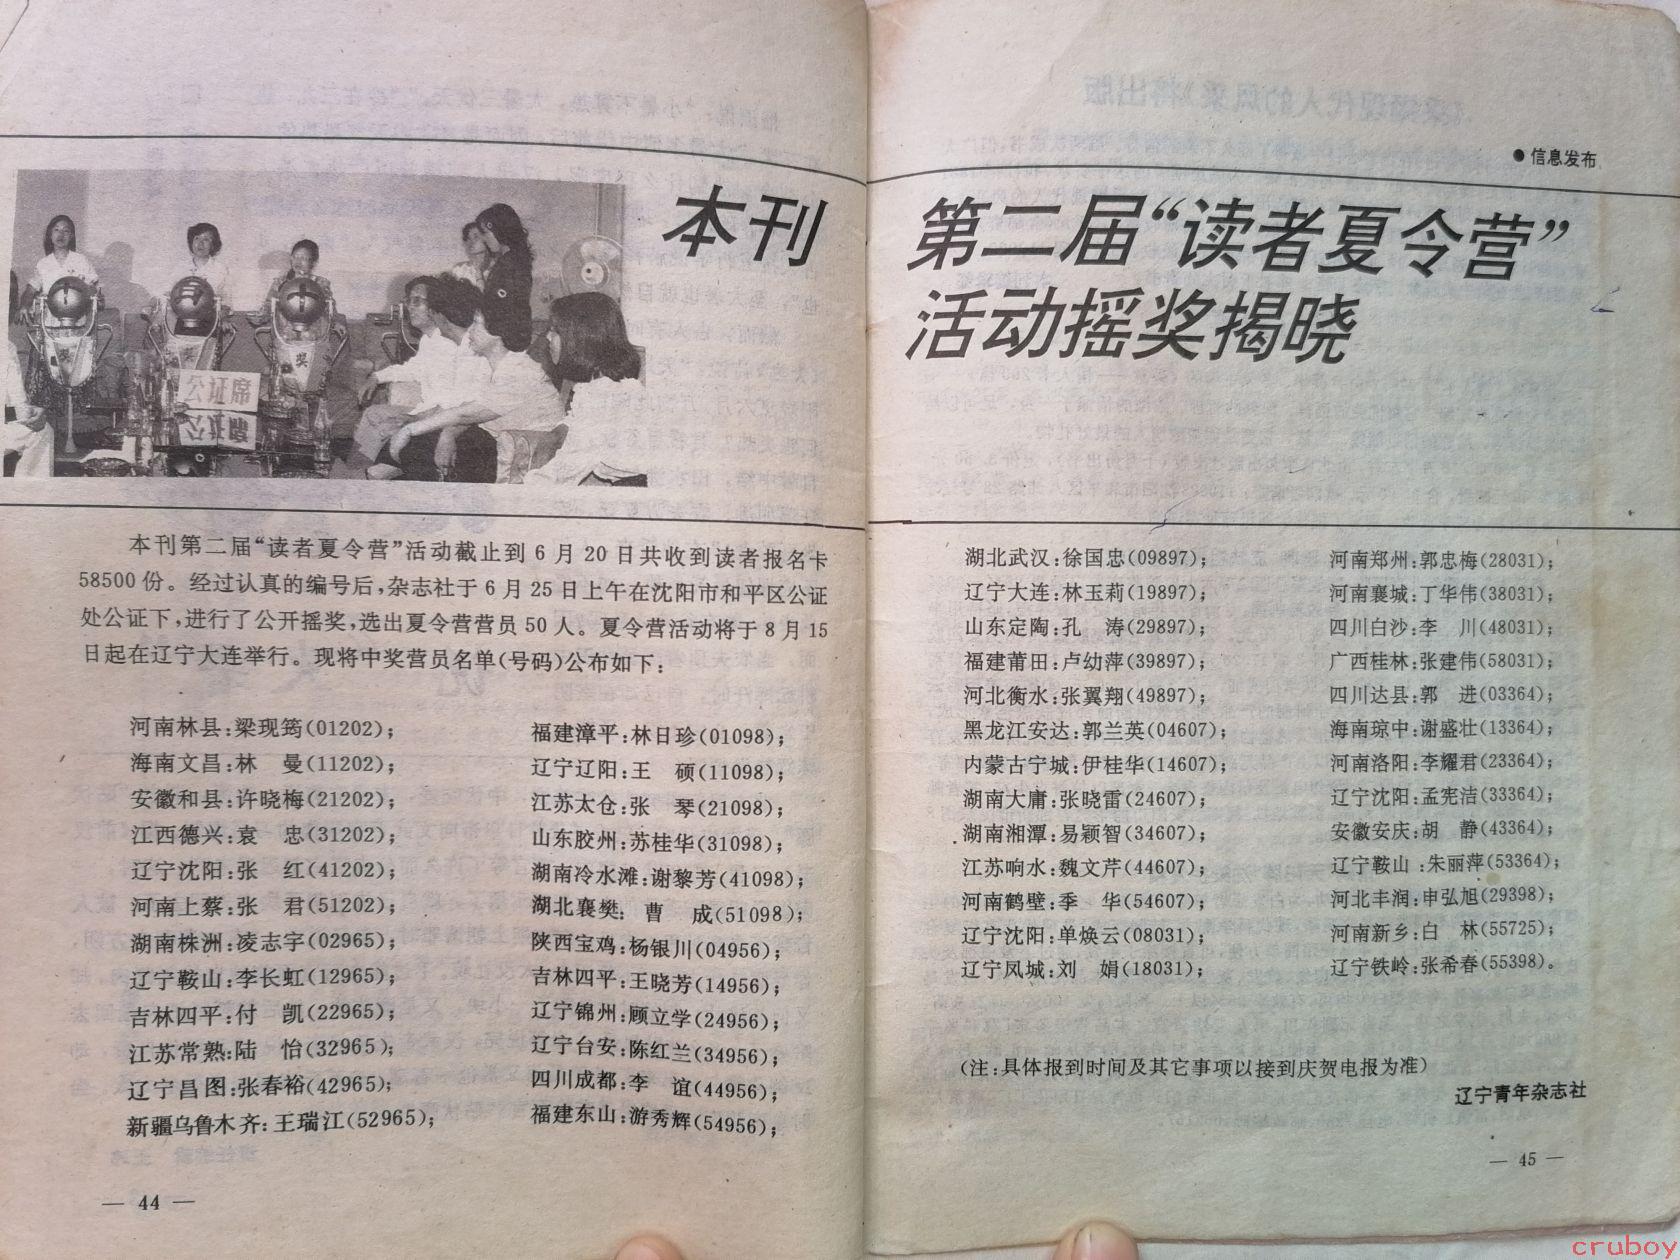 ●信息发布
本刊 第二届“读者夏令营”
活动摇奖揭晓
奖
奖
奖
公证席
公证席
本刊第二届“读者夏令营”活动截止到6月20日共收到读者报名卡
58500份。经过认真的编号后,杂志社于6月25日上午在沈阳市和平区公证
处公证下,进行了公开摇奖,选出夏令营营员50人。夏令营活动将于8月15
日起在辽宁大连举行。现将中奖营员名单(号码)公布如下:
河南林县:梁现筠(01202);
海南文昌:林　曼(11202);
安徽和县:许晓梅(21202);
江西德兴:袁　忠(31202);
辽宁沈阳:张　红(41202);
河南上蔡:张　君(51202);
湖南株洲:凌志宇(02965);
辽宁鞍山:李长虹(12965);
吉林四平:付　凯(22965);
江苏常熟:陆　怡(32965);
辽宁昌图:张春裕(42965);
新疆乌鲁木齐:王瑞江(52965);
福建漳平:林日珍(01098);
辽宁辽阳:王　硕(11098);
江苏太仓:张　琴(21098);
山东胶州:苏桂华(31098);
湖南冷水滩:谢黎芳(41098);
湖北襄樊:曹　成(51098);
陕西宝鸡:杨银川(04956);
吉林四平:王晓芳(14956);
辽宁锦州:顾立学(24956);
辽宁台安:陈红兰(34956);
四川成都:李　谊(44956);
福建东山:游秀辉(54956);
— 44 —
湖北武汉:徐国忠(09897);
辽宁大连:林玉莉(19897);
山东定陶:孔　涛(29897);
福建莆田:卢幼萍(39897);
河北衡水:张翼翔(49897);
黑龙江安达:郭兰英(04607);
内蒙古宁城:伊桂华(14607);
湖南大庸:张晓雷(24607);
湖南湘潭:易颖智(34607);
江苏响水:魏文芹(44607);
河南鹤壁:季　华(54607);
辽宁沈阳:单焕云(08031);
辽宁凤城:刘　娟(18031);
河南郑州:郭忠梅(28031);
河南襄城:丁华伟(38031);
四川白沙:李　川(48031);
广西桂林:张建伟(58031);
四川达县:郭　进(03364);
海南琼中:谢盛壮(13364);
河南洛阳:李耀君(23364);
辽宁沈阳:孟宪洁(33364);
安徽安庆:胡　静(43364);
辽宁鞍山:朱丽萍(53364);
河北丰润:申弘旭(29398);
河南新乡:白　林(55725);
辽宁铁岭:张希春(55398)。
(注:具体报到时间及其它事项以接到庆贺电报为准)
辽宁青年杂志社
— 45 —
cruboy